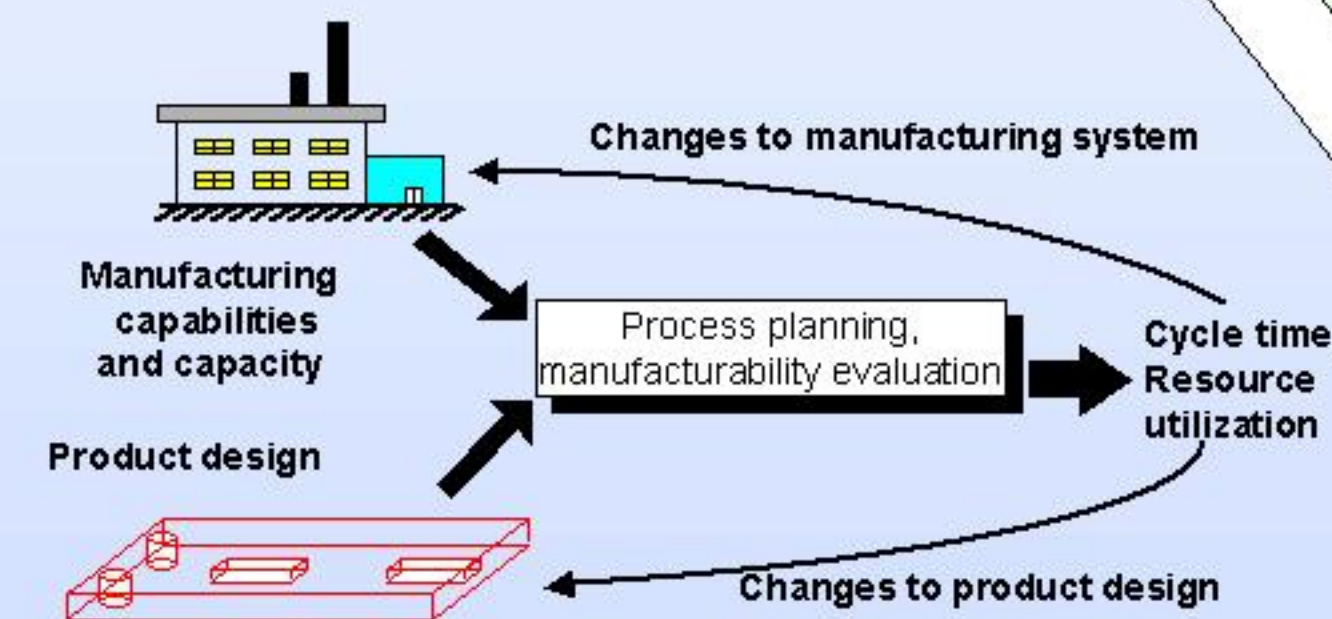 Changes to manufacturing system
Manufacturing
capabilities
and capacity
Process planning,
manufacturability evaluation
Cycle time
Resource
utilization
Product design
Changes to product design